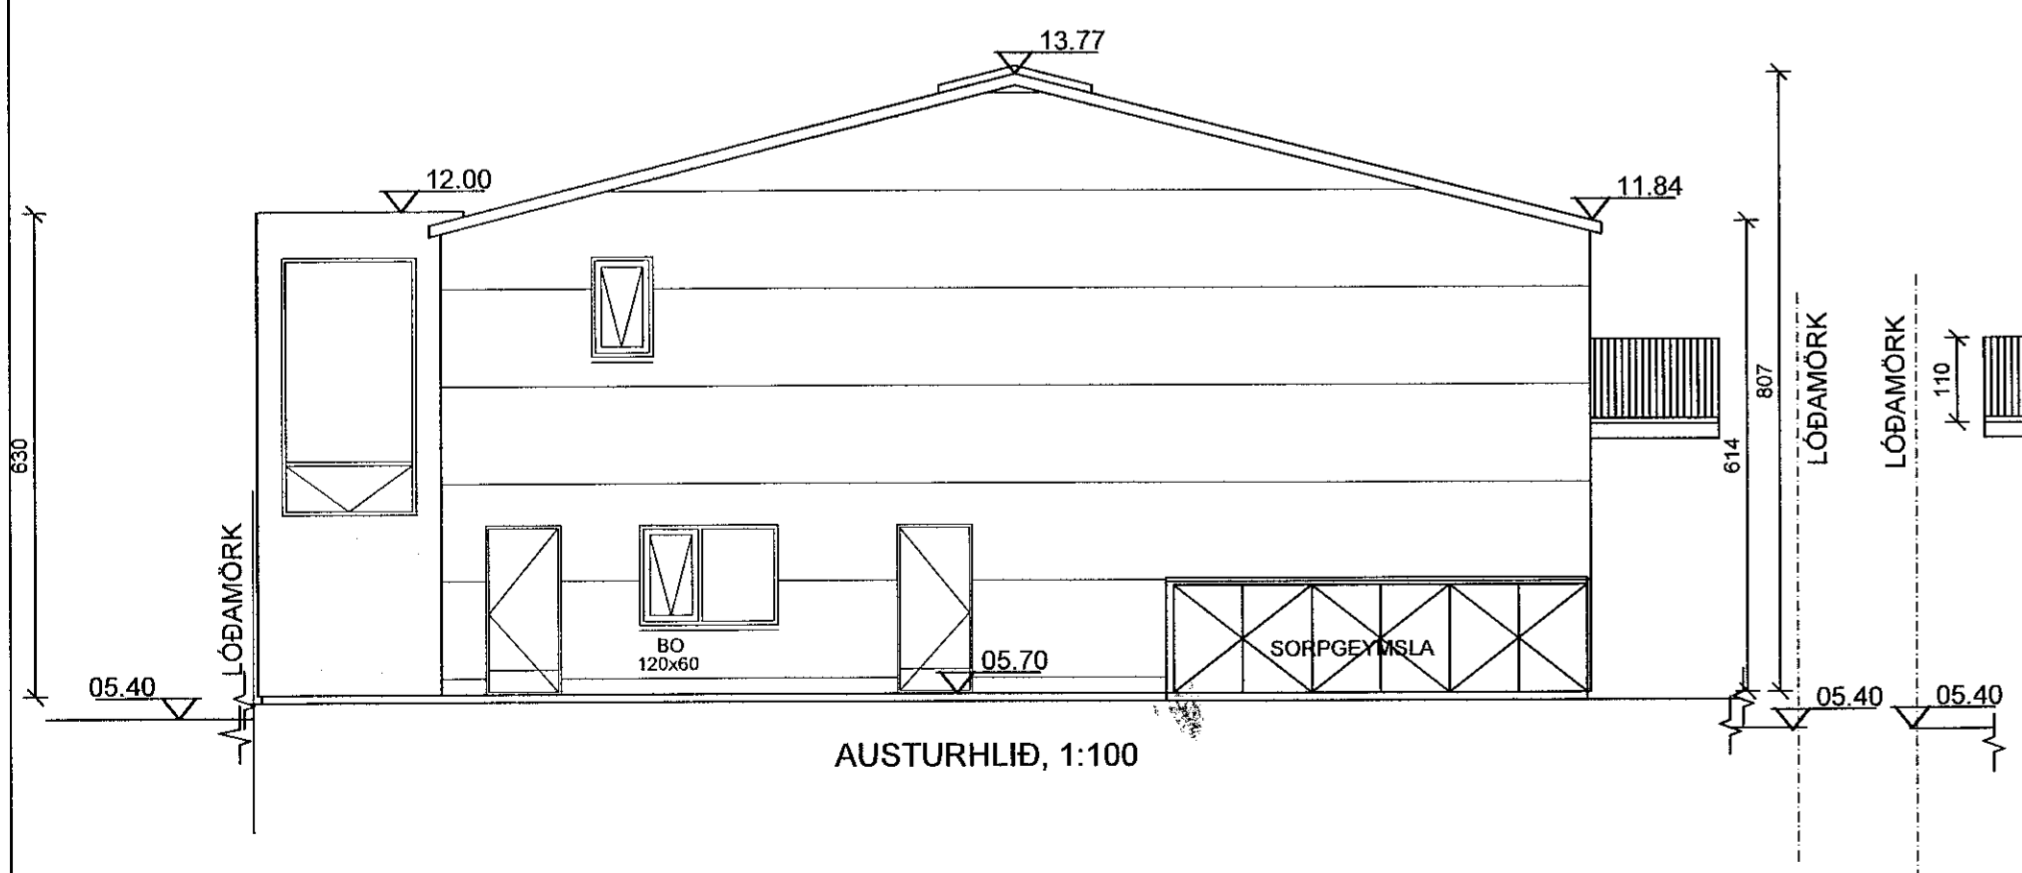 13.77
12.00
11.84
630
LÓÐAMÖRK
05.40
BO
120x60
05.70
SORPGEYMSLA
614
807
LÓÐAMÖRK
LÓÐAMÖRK
110
05.40
05.40
AUSTURHLIÐ, 1:100